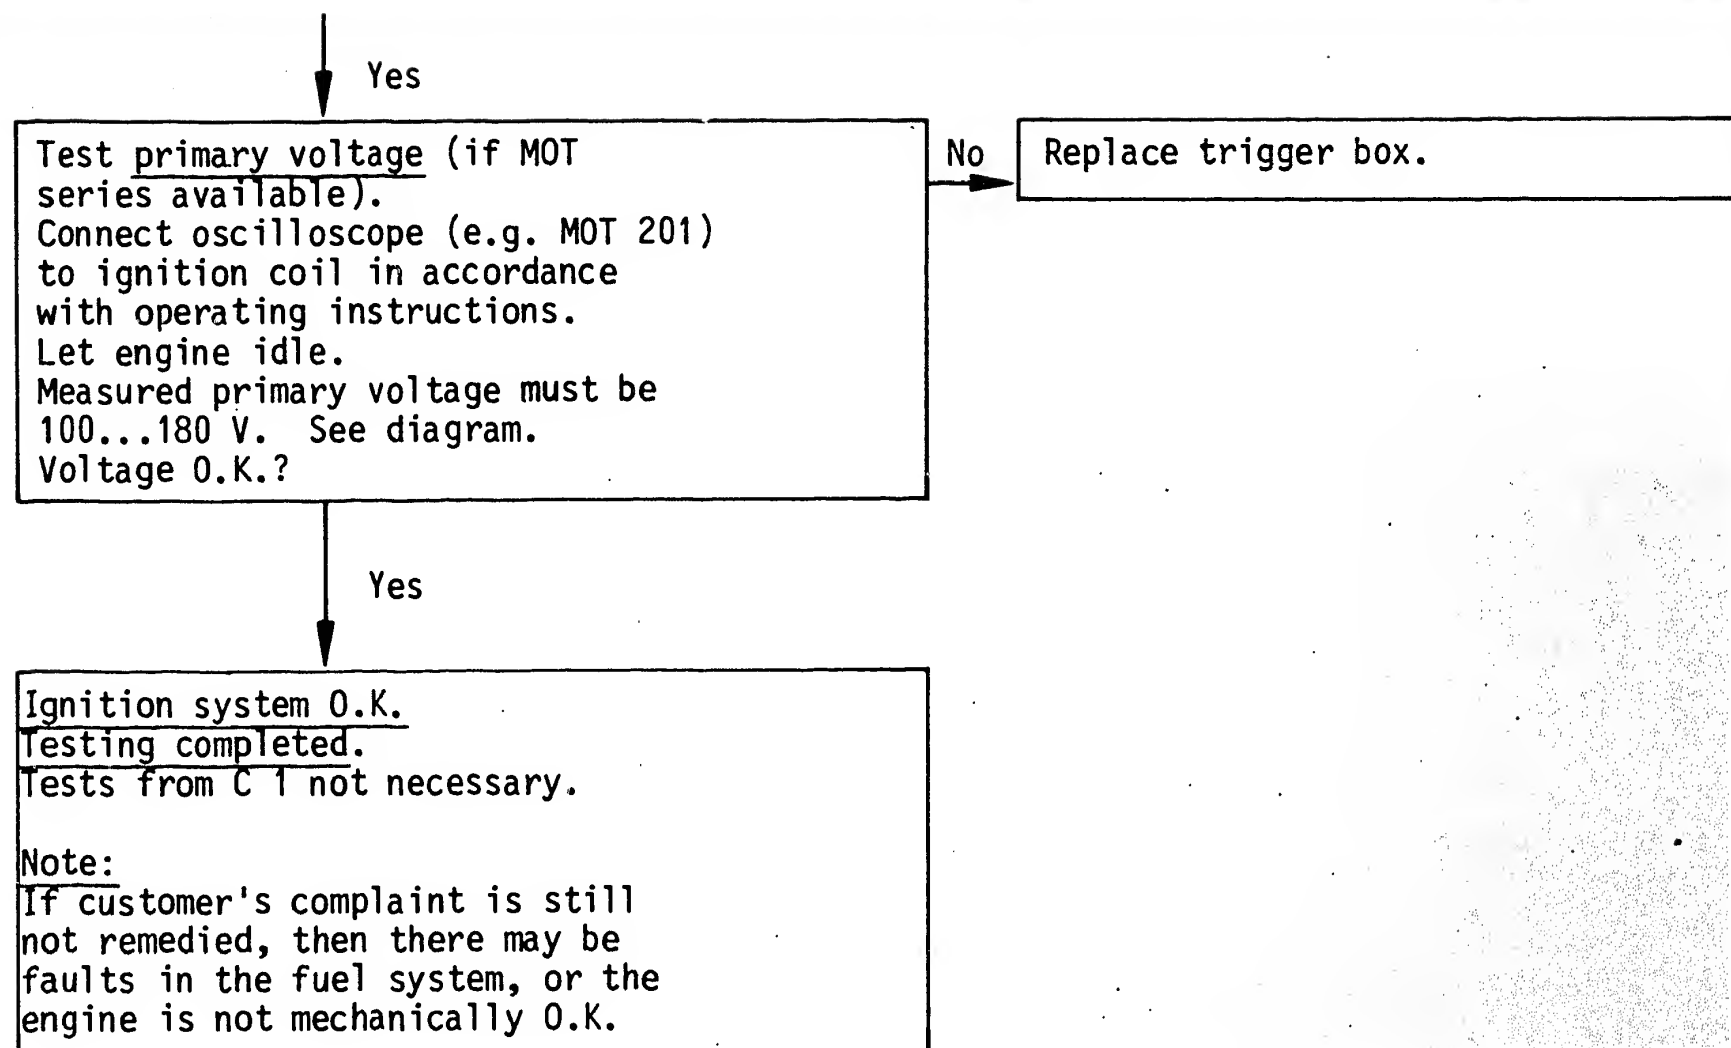 Yes
Test primary voltage (if MOT
series available).
Connect oscilloscope (e.g. MOT 201)
to ignition coil in accordance
with operating instructions.
Let engine idle.
Measured primary voltage must be
100...180 V.  See diagram.
Voltage O.K.?
No
Replace trigger box.
Yes
Ignition system O.K.
Testing completed.
Tests from C 1 not necessary.
Note:
If customer's complaint is still
not remedied, then there may be
faults in the fuel system, or the
engine is not mechanically O.K.